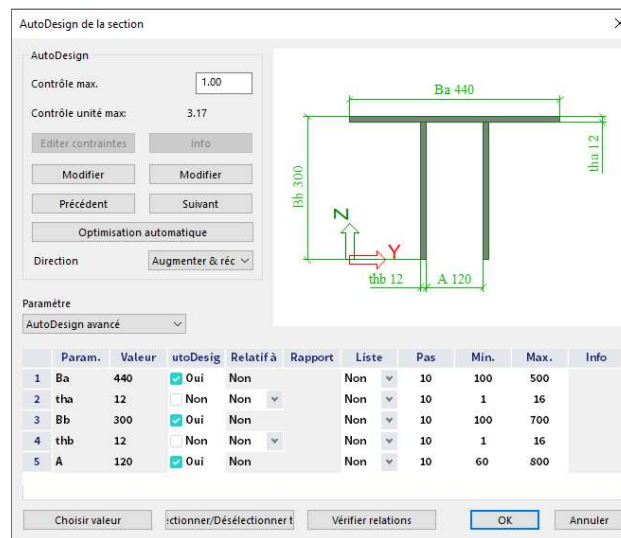 AutoDesign de la section
AutoDesign
Contrôle max. 1.00
Contrôle unité max: 3.17
Editer contraintes Info
Modifier Modifier
Précédent Suivant
Optimisation automatique
Direction Augmenter & réc
Ba 440
tha 12
Bb 300
Z
Y
thb 12 A 120
Paramètre
AutoDesign avancé
Param. Valeur utoDesig Relatif à Rapport Liste Pas Min. Max. Info
1 Ba 440 Oui Non Non 10 100 500
2 tha 12 Non Non Non 10 1 16
3 Bb 300 Oui Non Non 10 100 700
4 thb 12 Non Non Non 10 1 16
5 A 120 Oui Non Non 10 60 800
Choisir valeur :ctionner/Désélectionner t Vérifier relations OK Annuler